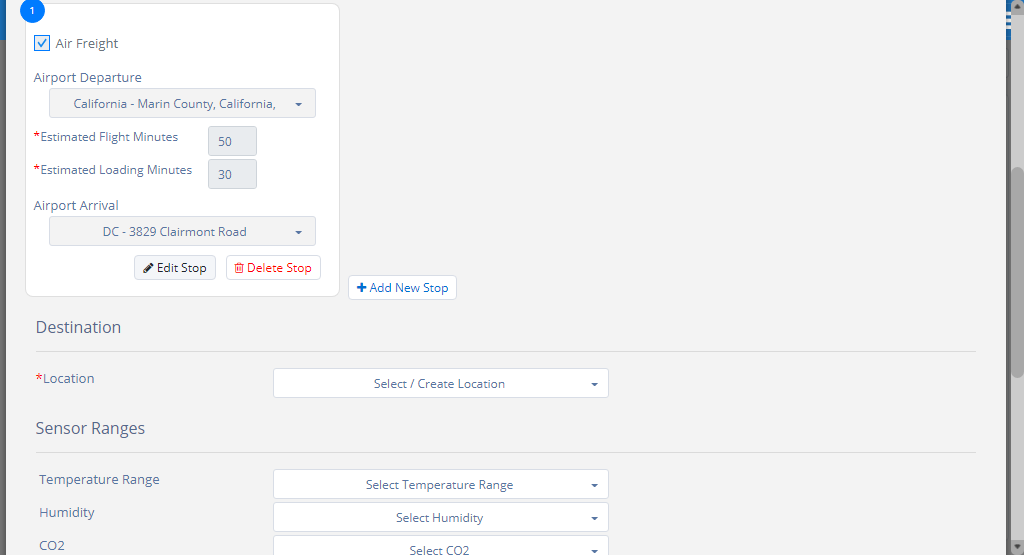 1
Air Freight
Airport Departure
California - Marin County, California,
*Estimated Flight Minutes 50
*Estimated Loading Minutes 30
Airport Arrival
DC - 3829 Clairmont Road
Edit Stop Delete Stop
+ Add New Stop
Destination
*Location Select / Create Location
Sensor Ranges
Temperature Range Select Temperature Range
Humidity Select Humidity
CO2 Select CO2